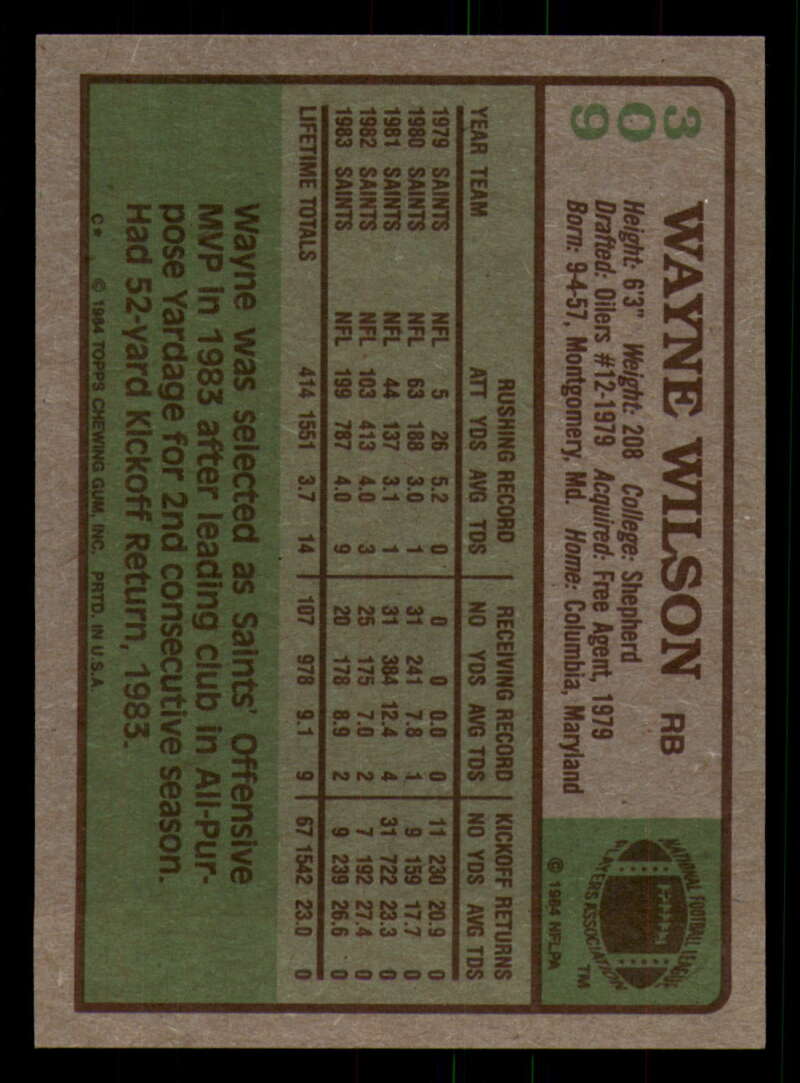 309
WAYNE WILSON RB
Height: 6'3" Weight: 208 College: Shepherd
Drafted: Oilers #12-1979 Acquired: Free Agent, 1979
Born: 9-4-57, Montgomery, Md. Home: Columbia, Maryland
NATIONAL FOOTBALL LEAGUE
PLAYERS ASSOCIATION
TM
© 1984 NFLPA
RUSHING RECORD RECEIVING RECORD KICKOFF RETURNS
YEAR TEAM ATT YDS AVG TDS NO YDS AVG TDS NO YDS AVG TDS
1979 SAINTS NFL 5 26 5.2 0 0 0 0.0 0 11 230 20.9 0
1980 SAINTS NFL 63 188 3.0 1 31 241 7.8 1 9 159 17.7 0
1981 SAINTS NFL 44 137 3.1 1 31 384 12.4 4 31 722 23.3 0
1982 SAINTS NFL 103 413 4.0 3 25 175 7.0 2 7 192 27.4 0
1983 SAINTS NFL 199 787 4.0 9 20 178 8.9 2 9 239 26.6 0
LIFETIME TOTALS 414 1551 3.7 14 107 978 9.1 9 67 1542 23.0 0
Wayne was selected as Saints' Offensive
MVP in 1983 after leading club in All-Pur-
pose Yardage for 2nd consecutive season.
Had 52-yard Kickoff Return, 1983.
C* © 1984 TOPPS CHEWING GUM, INC. PRTD. IN U.S.A.